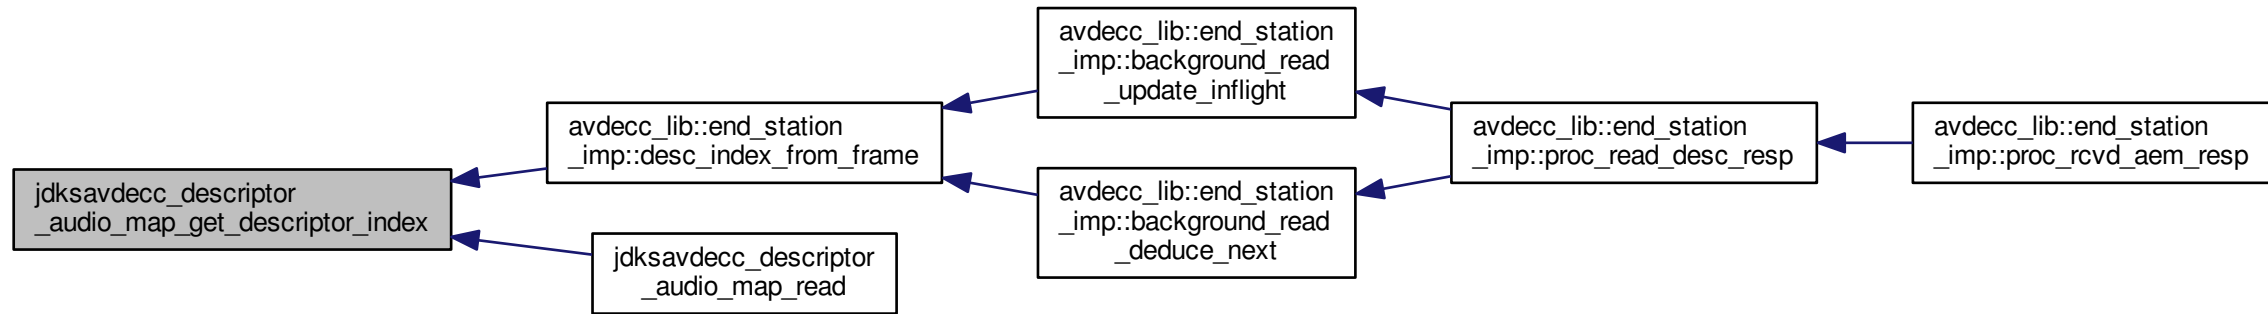 jdksavdecc_descriptor
_audio_map_get_descriptor_index
avdecc_lib::end_station
_imp::desc_index_from_frame
jdksavdecc_descriptor
_audio_map_read
avdecc_lib::end_station
_imp::background_read
_update_inflight
avdecc_lib::end_station
_imp::background_read
_deduce_next
avdecc_lib::end_station
_imp::proc_read_desc_resp
avdecc_lib::end_station
_imp::proc_rcvd_aem_resp